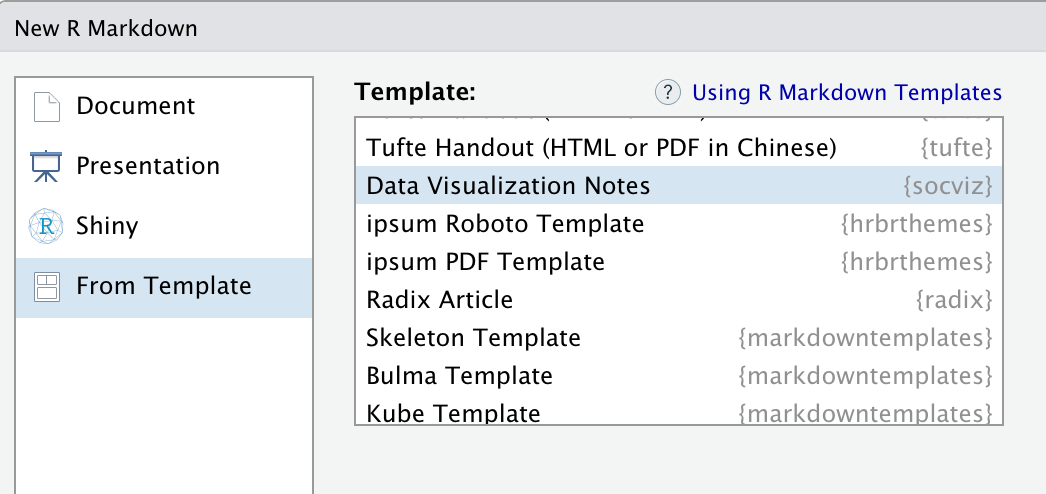 New R Markdown
Document
Presentation
Shiny
From Template
Template:
? Using R Markdown Templates
Tufte Handout (HTML or PDF in Chinese) {tufte}
Data Visualization Notes {socviz}
ipsum Roboto Template {hrbrthemes}
ipsum PDF Template {hrbrthemes}
Radix Article {radix}
Skeleton Template {markdowntemplates}
Bulma Template {markdowntemplates}
Kube Template {markdowntemplates}